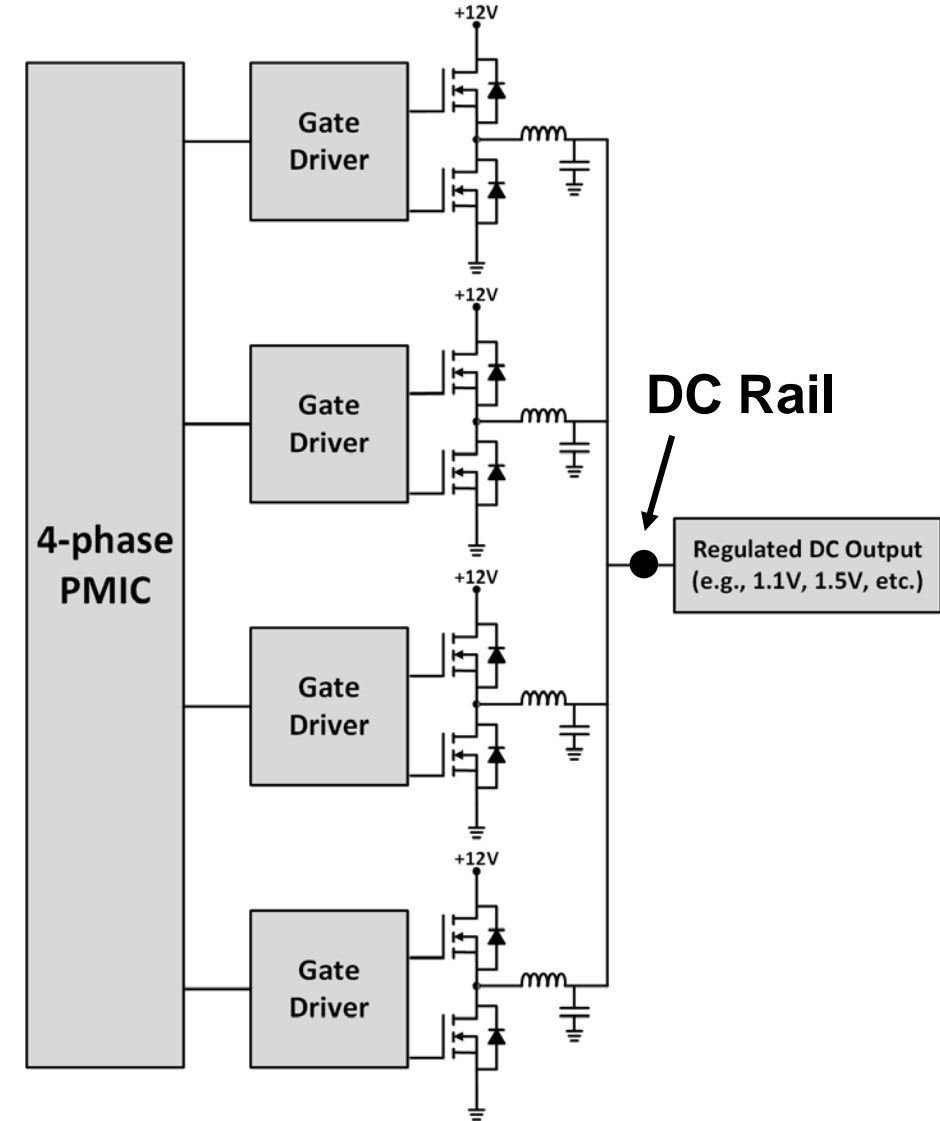 +12V
Gate
Driver
+12V
Gate
Driver
DC Rail
4-phase
PMIC
Regulated DC Output
(e.g., 1.1V, 1.5V, etc.)
+12V
Gate
Driver
+12V
Gate
Driver